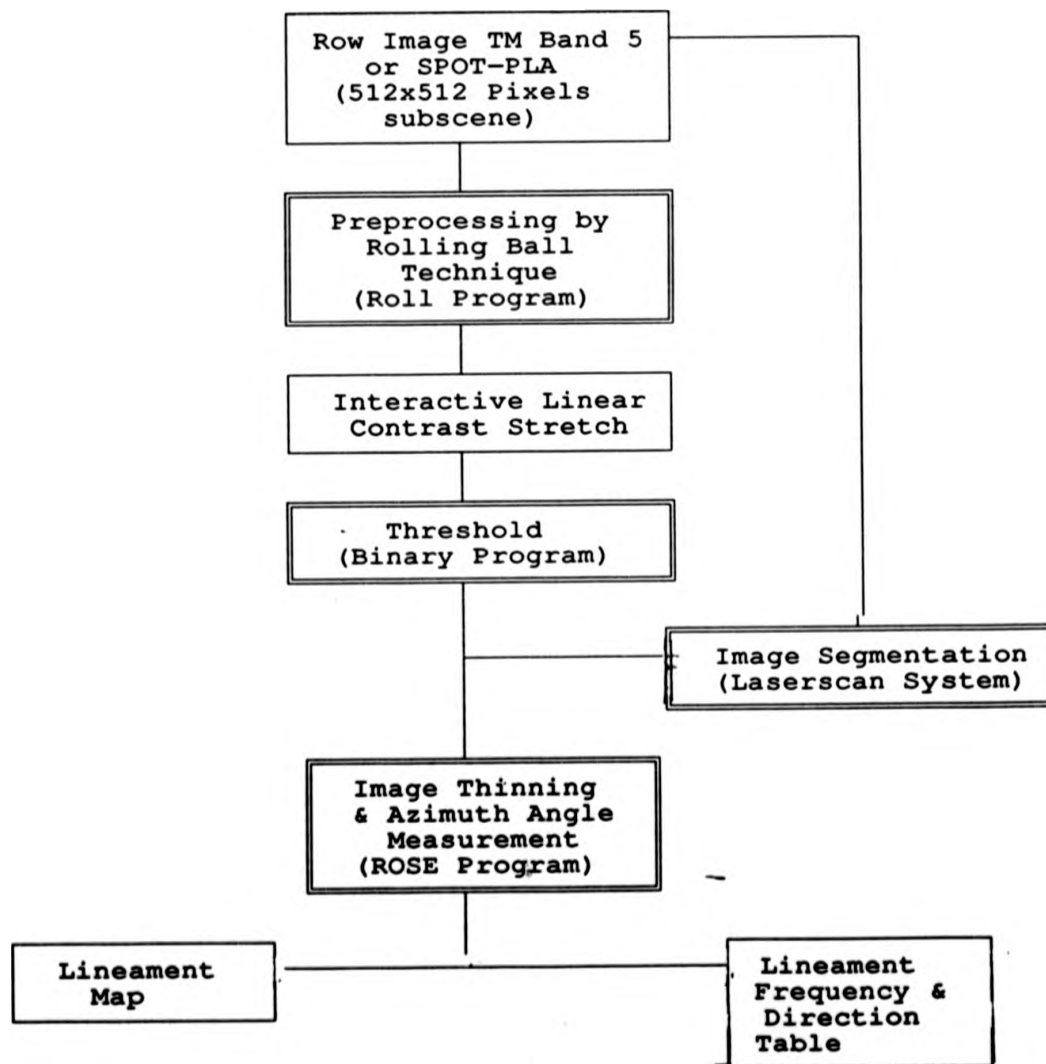 Row Image TM Band 5
or SPOT-PLA
(512x512 Pixels
subscene)
Preprocessing by
Rolling Ball
Technique
(Roll Program)
Interactive Linear
Contrast Stretch
Threshold
(Binary Program)
Image Segmentation
(Laserscan System)
Image Thinning
& Azimuth Angle
Measurement
(ROSE Program)
Lineament
Map
Lineament
Frequency &
Direction
Table